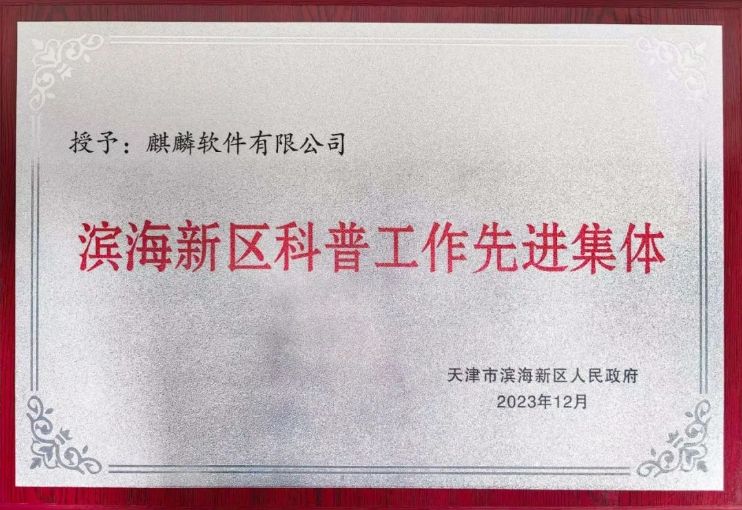 授予：麒麟软件有限公司
滨海新区科普工作先进集体
天津市滨海新区人民政府
2023年12月